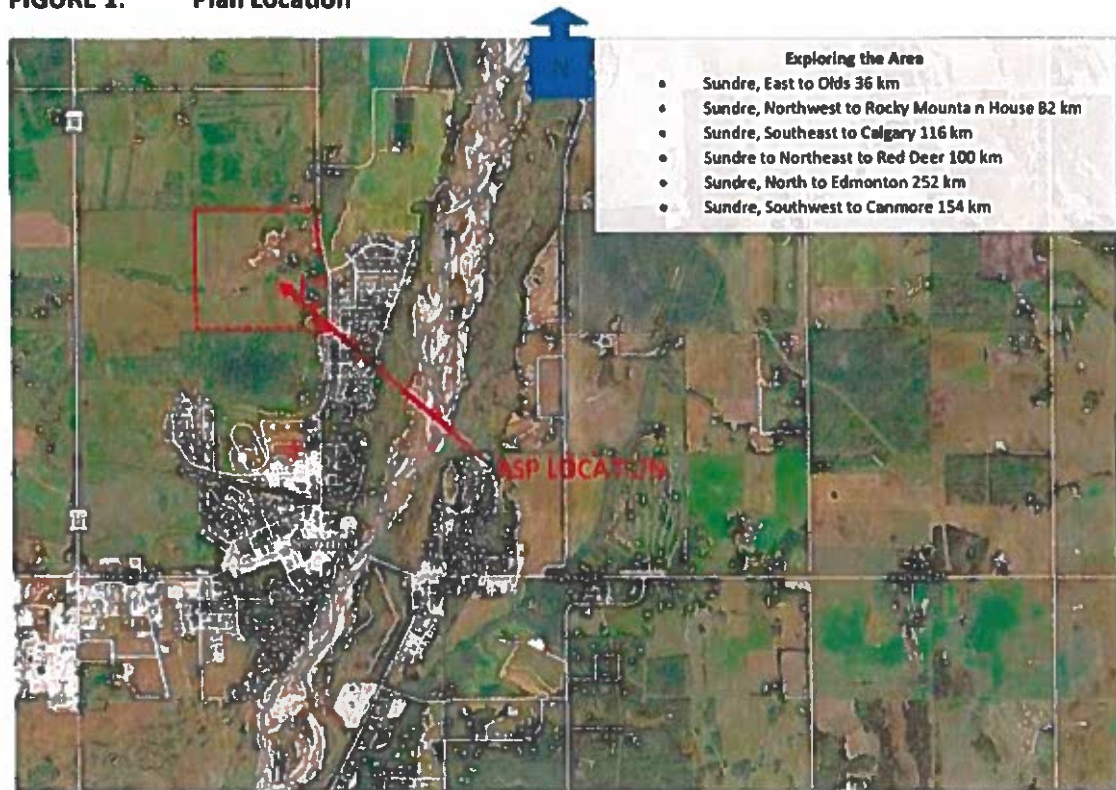 FIGURE 1. Plan Location
N
Exploring the Area
• Sundre, East to Olds 36 km
• Sundre, Northwest to Rocky Mountain House 82 km
• Sundre, Southeast to Calgary 116 km
• Sundre to Northeast to Red Deer 100 km
• Sundre, North to Edmonton 252 km
• Sundre, Southwest to Canmore 154 km
ASP LOCATION